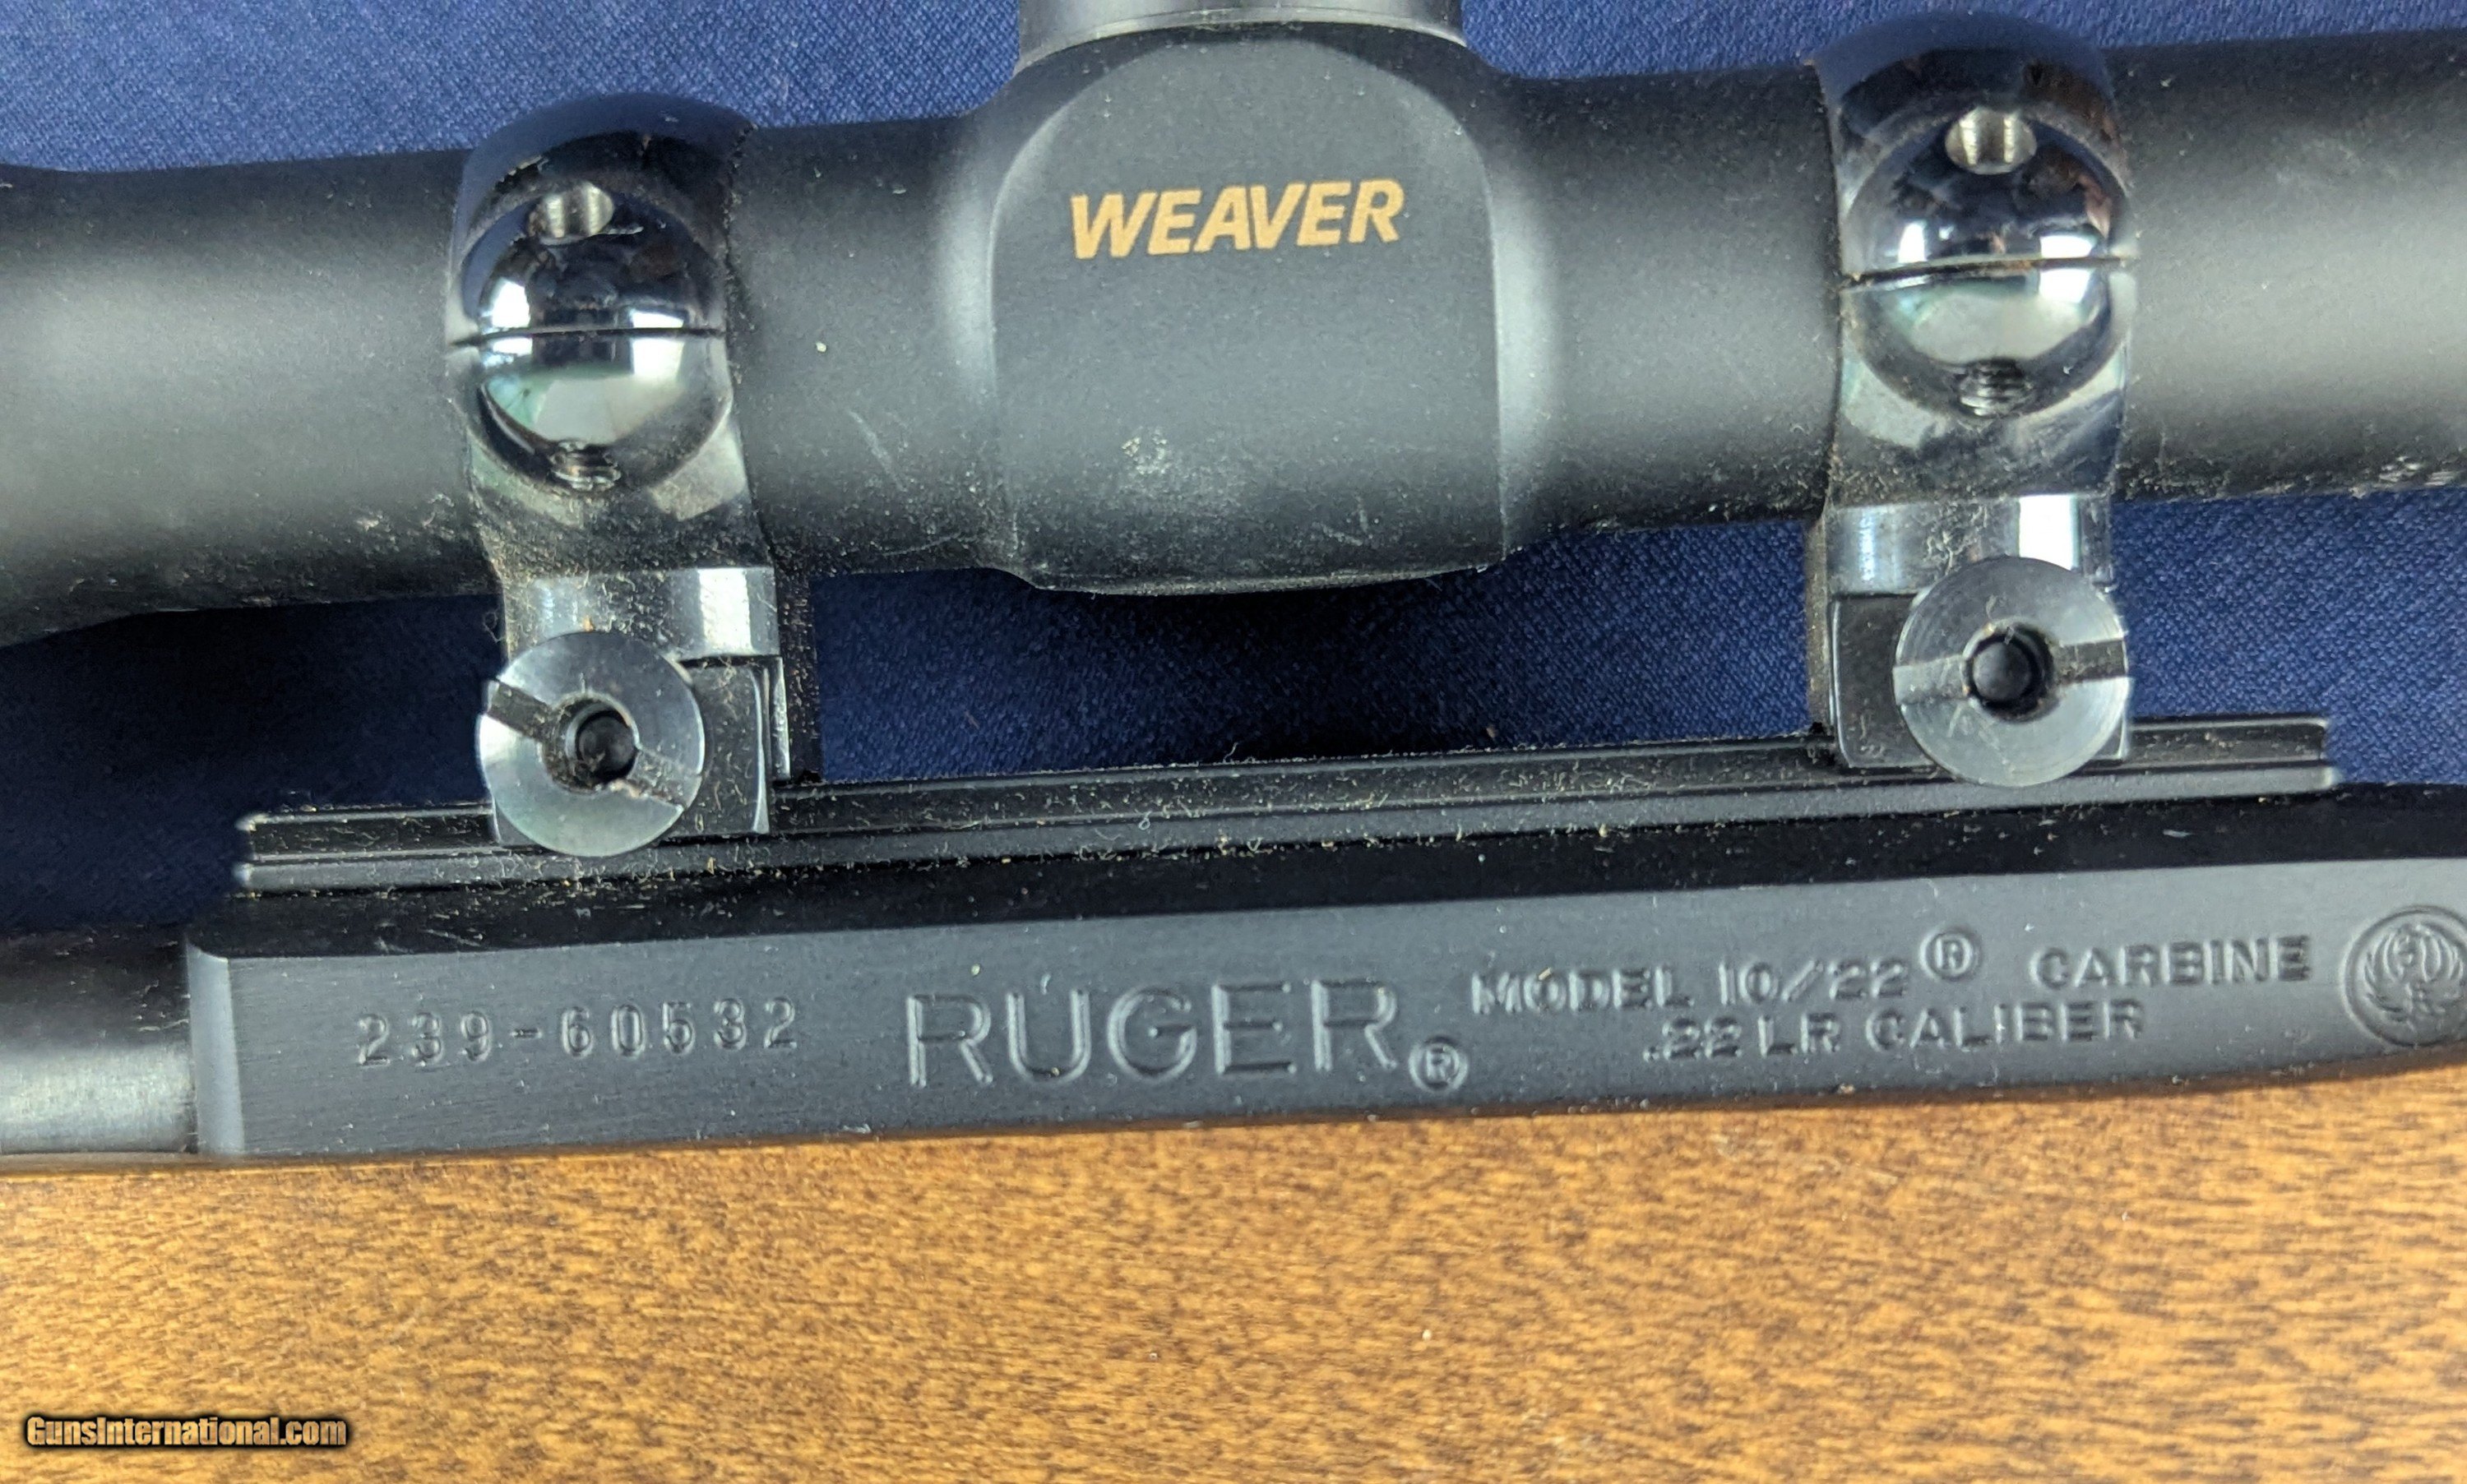 WEAVER
239-60532 RUGER® MODEL 10/22® CARBINE
.22 LR CALIBER
GunsInternational.com